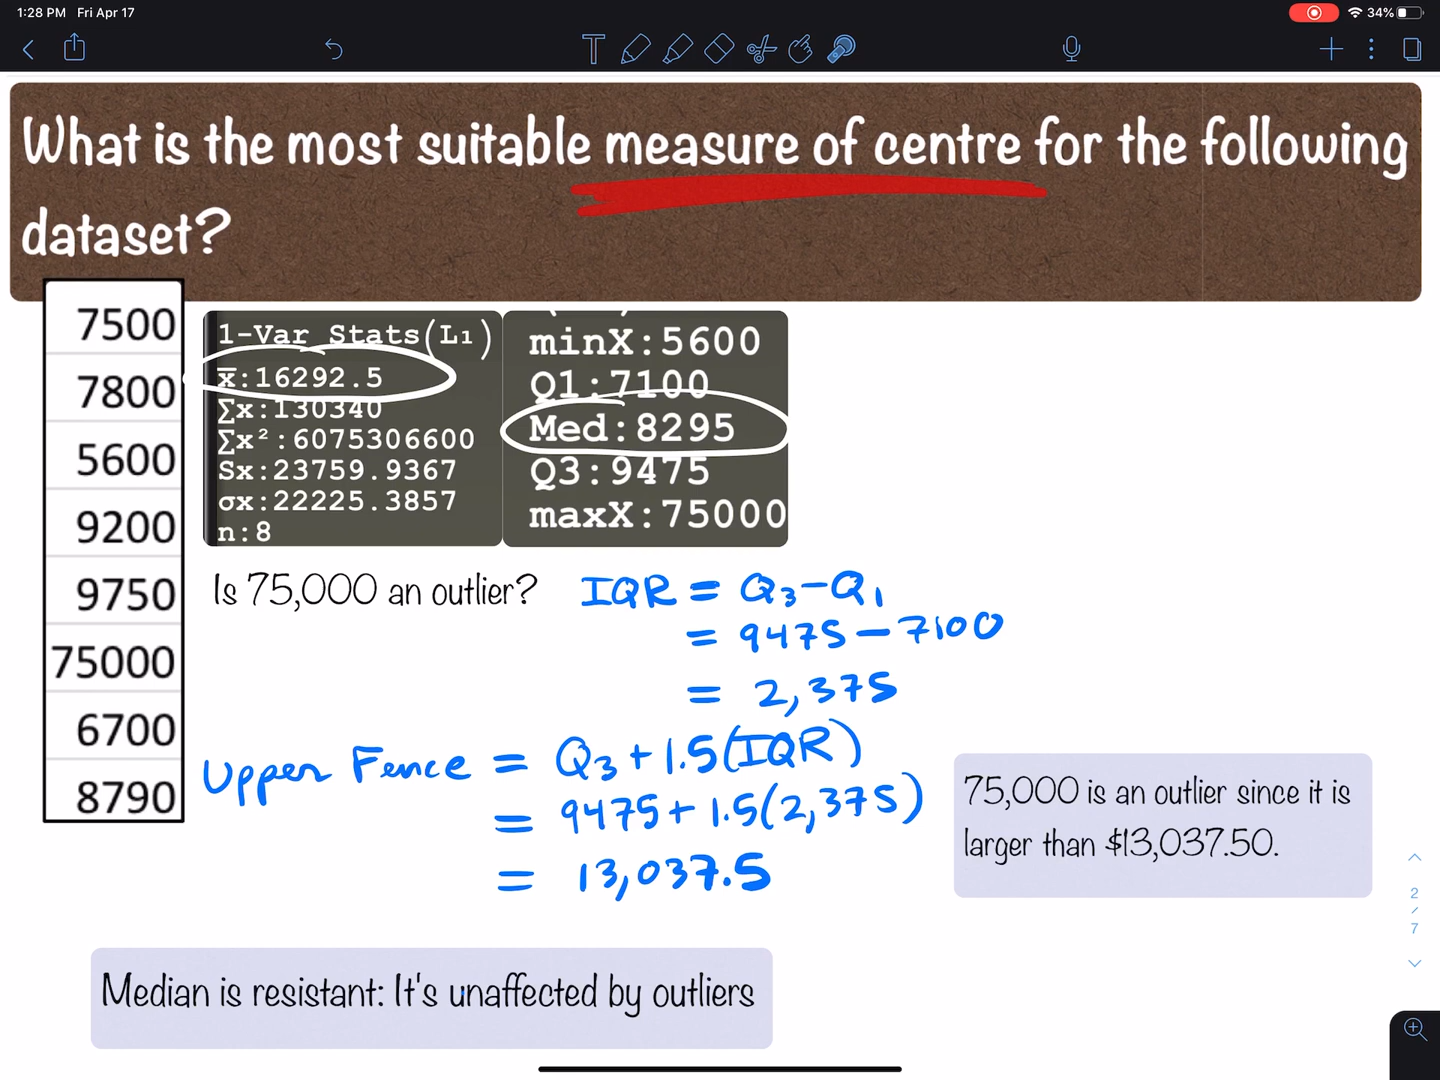 1:28 PM Fri Apr 17
34%
What is the most suitable measure of centre for the following
dataset?
7500
7800
5600
9200
9750
75000
6700
8790
1-Var Stats(L1)
x̄:16292.5
∑x:130340
∑x²:6075306600
Sx:23759.9367
σx:22225.3857
n:8
minX:5600
Q1:7100
Med:8295
Q3:9475
maxX:75000
Is 75,000 an outlier?
IQR = Q3-Q1
= 9475-7100
= 2,375
Upper Fence = Q3+1.5(IQR)
= 9475+1.5(2,375)
= 13,037.5
75,000 is an outlier since it is
larger than $13,037.50.
Median is resistant: It's unaffected by outliers
2
/
7